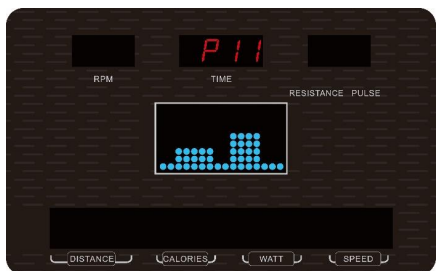 P11
RPM TIME
RESISTANCE PULSE
DISTANCE CALORIES WATT SPEED